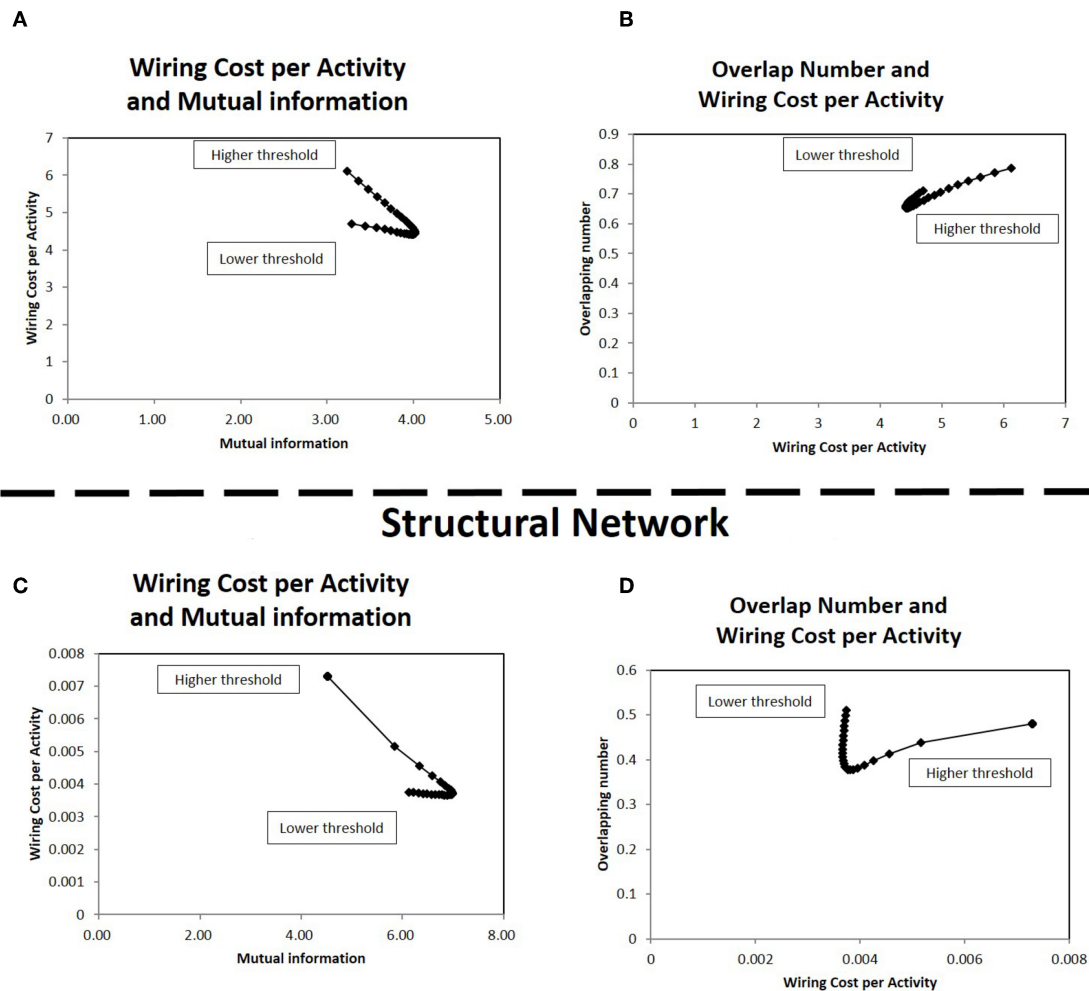 A
Wiring Cost per Activity
and Mutual information
7
6
5
4
3
2
1
0
Higher threshold
Lower threshold
Wiring Cost per Activity
0.00
1.00
2.00
3.00
4.00
5.00
Mutual information
B
Overlap Number and
Wiring Cost per Activity
0.9
0.8
0.7
0.6
0.5
0.4
0.3
0.2
0.1
0
Lower threshold
Higher threshold
Overlapping number
0
1
2
3
4
5
6
7
Wiring Cost per Activity
Structural Network
C
Wiring Cost per Activity
and Mutual information
0.008
0.007
0.006
0.005
0.004
0.003
0.002
0.001
0
Higher threshold
Lower threshold
Wiring Cost per Activity
0.00
2.00
4.00
6.00
8.00
Mutual information
D
Overlap Number and
Wiring Cost per Activity
0.6
0.5
0.4
0.3
0.2
0.1
0
Lower threshold
Higher threshold
Overlapping number
0
0.002
0.004
0.006
0.008
Wiring Cost per Activity